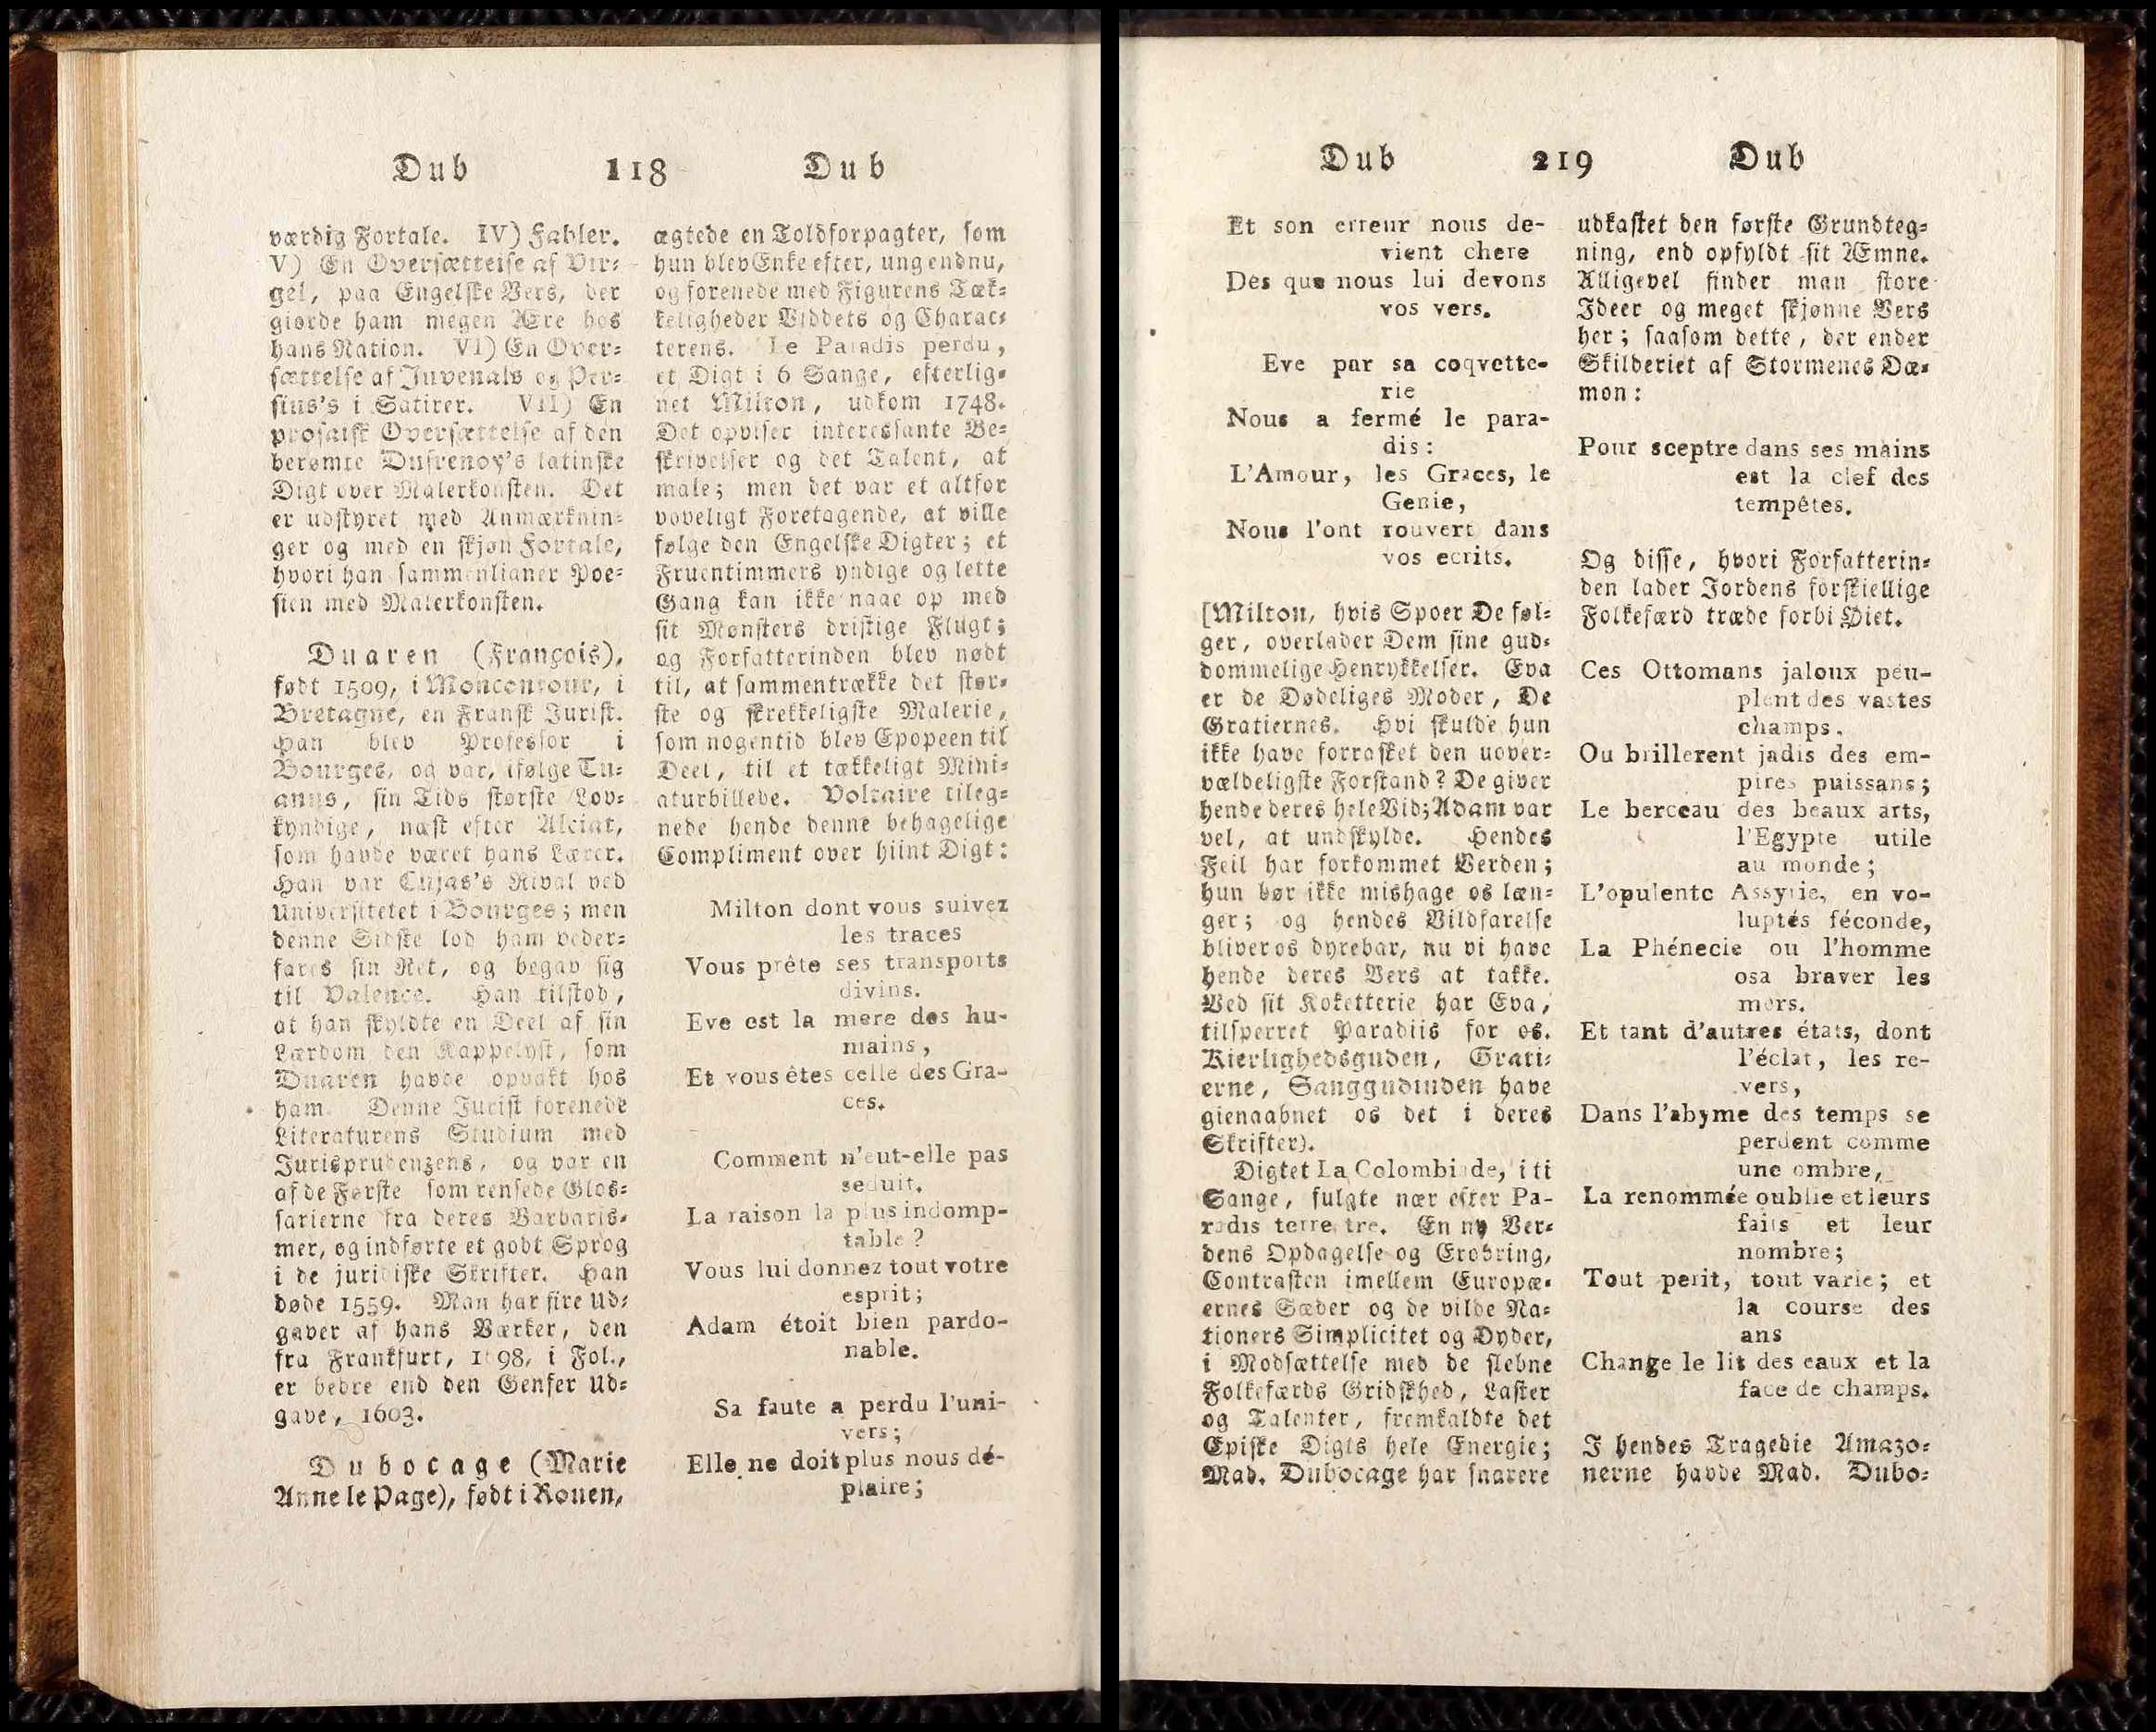 Dub 118 Dub
værdig Fortale. IV) Fabler.
V) En Oversættelse af Vir-
gel, paa Engelske Vers, der
giørde ham megen Ære hos
hans Nation. VI) En Over-
sættelse af Juvenals og Per-
sius's i Satirer. VII) En
prosaisk Oversættelse af den
berømte Dufrenoy's latinske
Digt over Malerkonsten. Det
er udstyret med Anmærknin-
ger og med en skjøn Fortale,
hvori han sammenlianer Poe-
sien med Malerkonsten.
Duaren (François),
født 1509, i Moncontour, i
Bretagne, en Fransk Jurist.
Han blev Professor i
Bourges, og var, ifølge Tu-
anus, sin Tids største Lov-
kyndige, næst efter Alciat,
som havde været hans Lærer.
Han var Cujas's Rival ved
Universitetet i Bourges; men
denne Sidste lod ham veder-
fares sin Ret, og begav sig
til Valence. Han tilstod,
at han skyldte en Deel af sin
Lærdom den Kappelyst, som
Duaren havde opvakt hos
ham. Denne Jurist forenede
Literaturens Studium med
Jurisprudenzens, og var en
af de Første som rensede Glos-
sarierne fra deres Barbaris-
mer, og indførte et godt Sprog
i de juridiske Skrifter. Han
døde 1559. Man har fire Ud-
gaver af hans Værker, den
fra Frankfurt, 1598, i Fol.,
er bedre end den Genfer Ud-
gave, 1603.
Dubocage (Marie
Anne le Page), født i Rouen,
ægtede en Toldforpagter, som
hun blev Enke efter, ung endnu,
og forenede med Figurens Tæk-
keligheder Viddets og Charac-
terens. Le Paradis perdu,
et Digt i 6 Sange, efterlig-
net Milton, udkom 1748.
Det opviser interessante Be-
skrivelser og det Talent, at
male; men det var et altfor
voveligt Foretagende, at ville
følge den Engelske Digter; et
Fruentimmers yndige og lette
Gang kan ikke naae op med
sit Mønsters dristige Flugt;
og Forfatterinden blev nødt
til, at sammentrække det stør-
ste og skrekkeligste Malerie,
som nogentid blev Epopeen til
Deel, til et tækkeligt Mini-
aturbillede. Voltaire tileg-
nede hende denne behagelige
Compliment over hiint Digt:
Milton dont vous suivez
les traces
Vous prête ses transports
divins.
Eve est la mere des hu-
mains,
Et vous êtes celle des Gra-
ces.
Comment n'eut-elle pas
seduit.
La raison la plus indomp-
table?
Vous lui donnez tout votre
esprit;
Adam étoit bien pardo-
nable.
Sa faute a perdu l'uni-
vers;
Elle ne doit plus nous dé-
plaire;
Dub 219 Dub
Et son erreur nous de-
vient chere
Des que nous lui devons
vos vers.
Eve par sa coqvette-
rie
Nous a fermé le para-
dis:
L'Amour, les Graces, le
Genie,
Nous l'ont rouvert dans
vos ecrits.
[Milton, hvis Spoer De føl-
ger, overlader Dem sine gud-
dommelige Henrykkelser. Eva
er de Dødeliges Moder, De
Gratiernes. Hvi skulde hun
ikke have forrasket den uover-
vældeligste Forstand? De giver
hende deres hele Vid; Adam var
vel, at undskylde. Hendes
Feil har forkommet Verden;
hun bør ikke mishage os læn-
ger; og hendes Vildfarelse
bliver os dyrebar, nu vi have
hende deres Vers at takke.
Ved sit Koketterie har Eva,
tilsperret Paradiis for os.
Kierlighedsguden, Grati-
erne, Sanggudinden have
gienaabnet os det i deres
Skrifter).
Digtet La Colombiade, i ti
Sange, fulgte nær efter Pa-
radis terrestre. En ny Ver-
dens Opdagelse og Erobring,
Contrasten imellem Europæ-
ernes Sæder og de vilde Na-
tioners Simplicitet og Dyder,
i Modsættelse med de slebne
Folkefærds Gridskhed, Laster
og Talenter, fremkaldte det
Episke Digts hele Energie;
Mad. Dubocage har snarere
udkastet den første Grundteg-
ning, end opfyldt sit Æmne.
Alligevel finder man store
Ideer og meget skjønne Vers
her; saasom dette, der ender
Skilderiet af Stormenes Dæ-
mon:
Pour sceptre dans ses mains
est la clef des
tempêtes.
Og disse, hvori Forfatterin-
den lader Jordens forskiellige
Folkefærd træde forbi Øiet.
Ces Ottomans jaloux peu-
plent des vastes
champs.
Ou brillerent jadis des em-
pires puissans;
Le berceau des beaux arts,
l'Egypte utile
au monde;
L'opulente Assyrie, en vo-
luptés féconde,
La Phénecie ou l'homme
osa braver les
mers.
Et tant d'autres états, dont
l'éclat, les re-
vers,
Dans l'abyme des temps se
perdent comme
une ombre,
La renommée oublie et leurs
faits et leur
nombre;
Tout perit, tout varie; et
la course des
ans
Change le lit des eaux et la
face de champs.
I hendes Tragedie Amazo-
nerne havde Mad. Dubo-